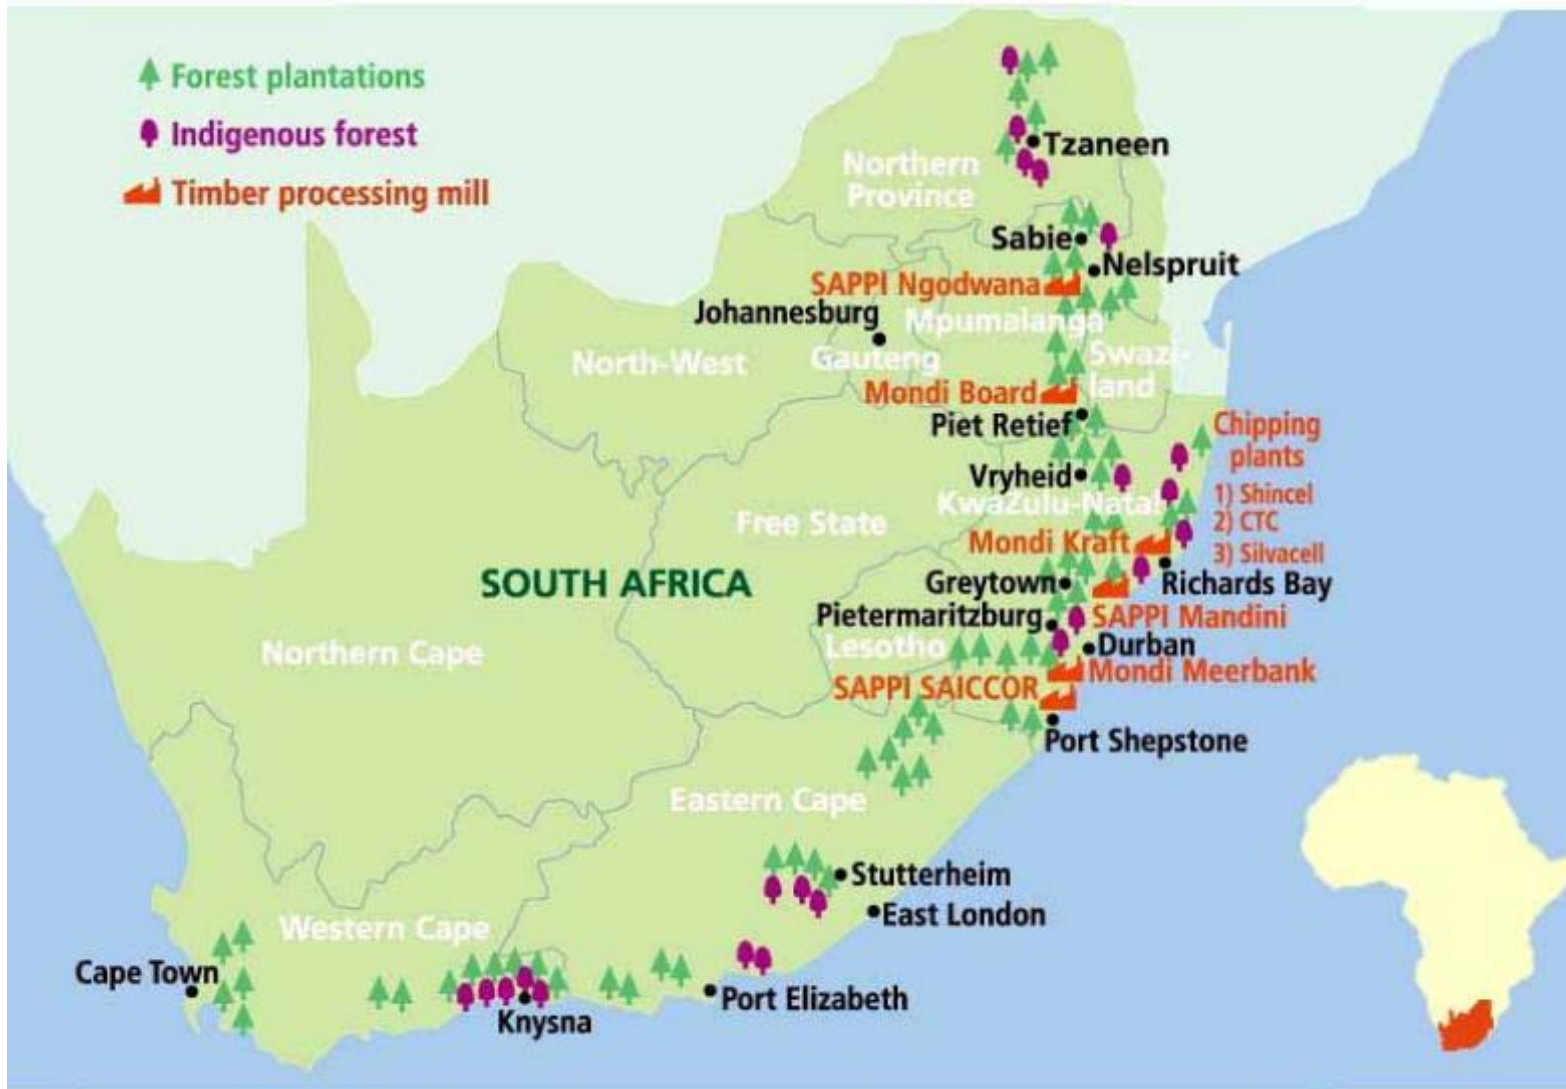 Forest plantations
Indigenous forest
Timber processing mill
Tzaneen
Northern
Province
Sabie
Nelspruit
SAPPI Ngodwana
Johannesburg
Mpumalanga
North-West
Gauteng
Swazi-
land
Mondi Board
Piet Retief
Chipping
plants
Vryheid
1) Shincel
KwaZulu-Natal
2) CTC
Free State
Mondi Kraft
3) Silvacell
SOUTH AFRICA
Greytown
Richards Bay
Pietermaritzburg
SAPPI Mandini
Lesotho
Durban
Northern Cape
Mondi Meerbank
SAPPI SAICCOR
Port Shepstone
Eastern Cape
Stutterheim
East London
Western Cape
Cape Town
Port Elizabeth
Knysna